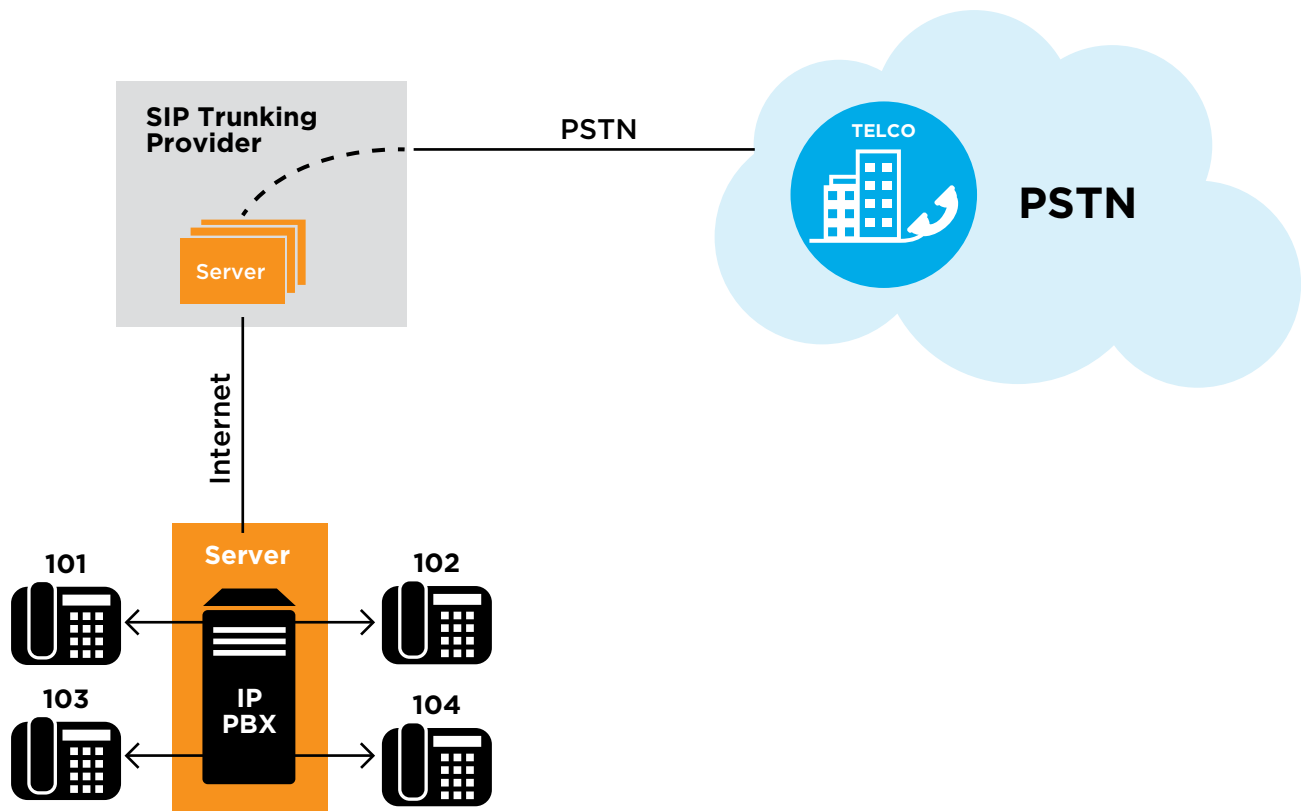 SIP Trunking
Provider
PSTN
TELCO
PSTN
Server
Internet
Server
101
102
103
104
IP
PBX